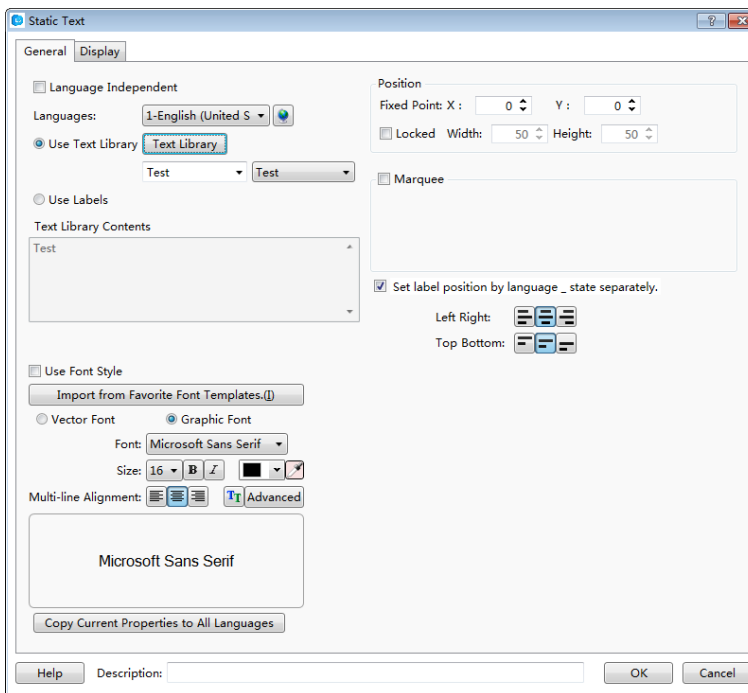 Static Text
General Display
Language Independent
Languages: 1-English (United S
Use Text Library Text Library
Test Test
Use Labels
Text Library Contents
Test
Use Font Style
Import from Favorite Font Templates.(I)
Vector Font Graphic Font
Font: Microsoft Sans Serif
Size: 16 B I
Multi-line Alignment: TT Advanced
Microsoft Sans Serif
Copy Current Properties to All Languages
Position
Fixed Point: X : 0 Y : 0
Locked Width: 50 Height: 50
Marquee
Set label position by language _ state separately.
Left Right:
Top Bottom:
Help Description: OK Cancel